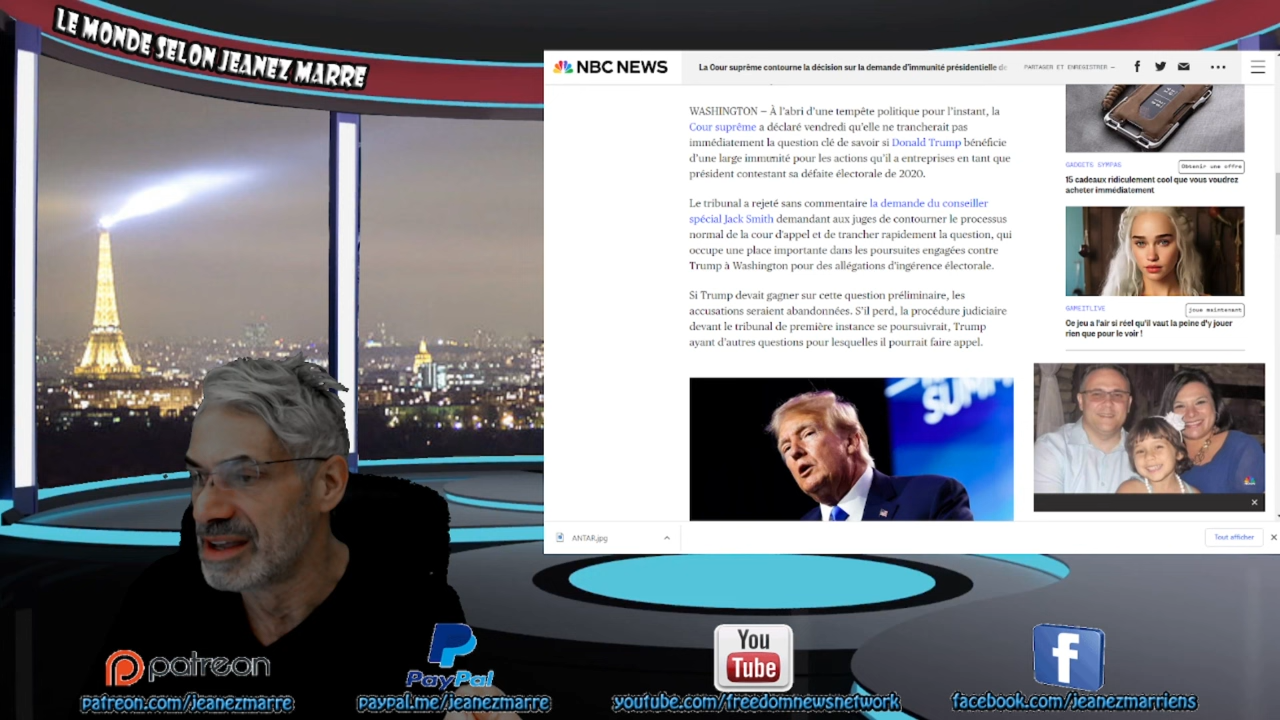 LE MONDE SELON JEANEZ MARRE
NBC NEWS
La Cour suprême contourne la décision sur la demande d'immunité présidentielle de
PARTAGER ET ENREGISTRER —
WASHINGTON — À l'abri d'une tempête politique pour l'instant, la
Cour suprême a déclaré vendredi qu'elle ne trancherait pas
immédiatement la question clé de savoir si Donald Trump bénéficie
d'une large immunité pour les actions qu'il a entreprises en tant que
président contestant sa défaite électorale de 2020.
Le tribunal a rejeté sans commentaire la demande du conseiller
spécial Jack Smith demandant aux juges de contourner le processus
normal de la cour d'appel et de trancher rapidement la question, qui
occupe une place importante dans les poursuites engagées contre
Trump à Washington pour des allégations d'ingérence électorale.
Si Trump devait gagner sur cette question préliminaire, les
accusations seraient abandonnées. S'il perd, la procédure judiciaire
devant le tribunal de première instance se poursuivrait, Trump
ayant d'autres questions pour lesquelles il pourrait faire appel.
SUMM
GADGETS SYMPAS
Obtenir une offre
15 cadeaux ridiculement cool que vous voudrez
acheter immédiatement
GAMEITLIVE
joue maintenant
Ce jeu a l'air si réel qu'il vaut la peine d'y jouer
rien que pour le voir !
ANTAR.jpg
Tout afficher
patreon
patreon.com/jeanezmarre
PayPal
paypal.me/jeanezmarre
You
Tube
youtube.com/freedomnewsnetwork
facebook.com/jeanezmarriens